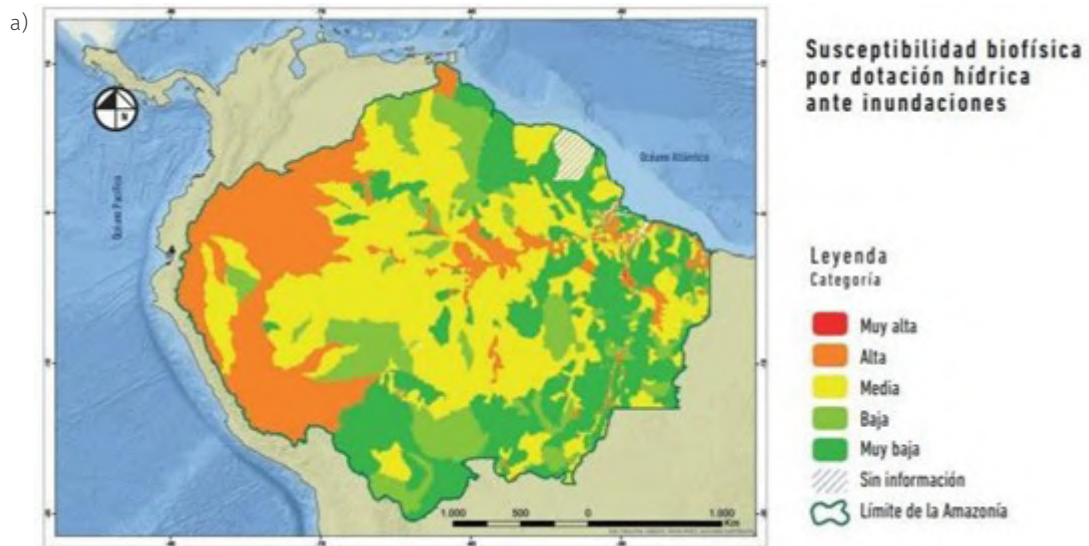 a)
Susceptibilidad biofísica
por dotación hídrica
ante inundaciones
N
Océano Atlántico
Océano Pacífico
Leyenda
Categoría
Muy alta
Alta
Media
Baja
Muy baja
Sin información
Límite de la Amazonía
1.000 500 0 1.000
Km